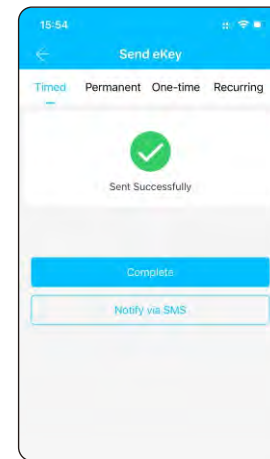 15:54
Send eKey
Timed Permanent One-time Recurring
Sent Successfully
Complete
Notify via SMS